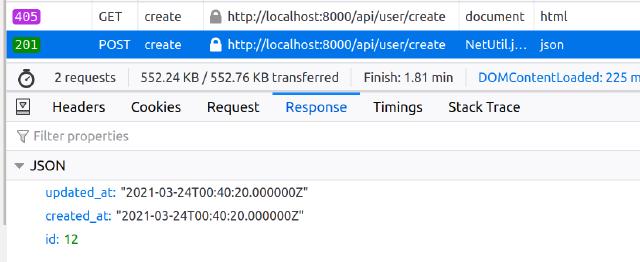 405 GET create http://localhost:8000/api/user/create document html
201 POST create http://localhost:8000/api/user/create NetUtil.j... json
2 requests 552.24 KB / 552.76 KB transferred Finish: 1.81 min DOMContentLoaded: 225 m
Headers Cookies Request Response Timings Stack Trace
Filter properties
JSON
updated_at: "2021-03-24T00:40:20.000000Z"
created_at: "2021-03-24T00:40:20.000000Z"
id: 12